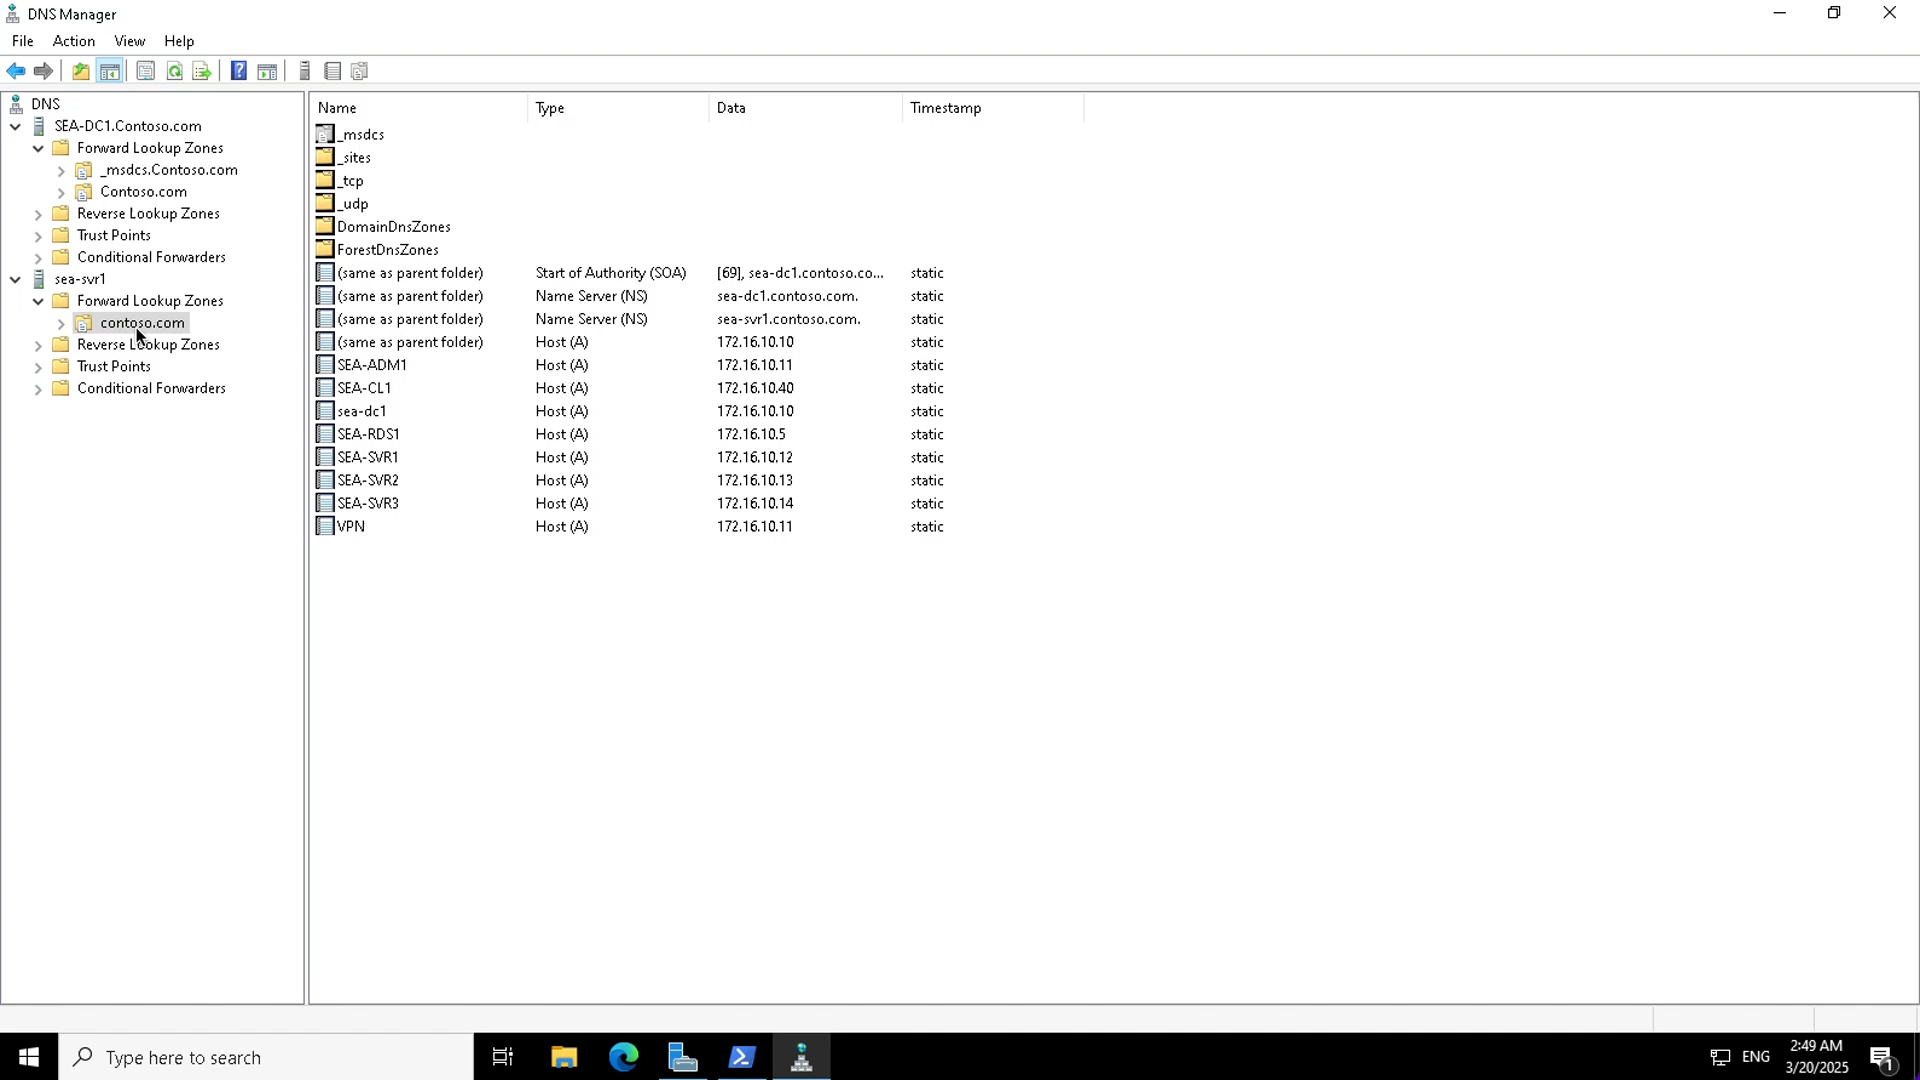 DNS Manager
File Action View Help
DNS
SEA-DC1.Contoso.com
Forward Lookup Zones
_msdcs.Contoso.com
Contoso.com
Reverse Lookup Zones
Trust Points
Conditional Forwarders
sea-svr1
Forward Lookup Zones
contoso.com
Reverse Lookup Zones
Trust Points
Conditional Forwarders
Name Type Data Timestamp
_msdcs
_sites
_tcp
_udp
DomainDnsZones
ForestDnsZones
(same as parent folder) Start of Authority (SOA) [69], sea-dc1.contoso.co... static
(same as parent folder) Name Server (NS) sea-dc1.contoso.com. static
(same as parent folder) Name Server (NS) sea-svr1.contoso.com. static
(same as parent folder) Host (A) 172.16.10.10 static
SEA-ADM1 Host (A) 172.16.10.11 static
SEA-CL1 Host (A) 172.16.10.40 static
sea-dc1 Host (A) 172.16.10.10 static
SEA-RDS1 Host (A) 172.16.10.5 static
SEA-SVR1 Host (A) 172.16.10.12 static
SEA-SVR2 Host (A) 172.16.10.13 static
SEA-SVR3 Host (A) 172.16.10.14 static
VPN Host (A) 172.16.10.11 static
Type here to search
ENG
2:49 AM
3/20/2025
1